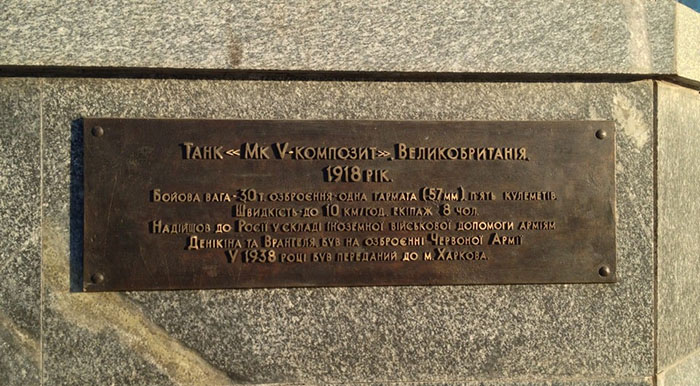 Танк «Мк V-композит», Великобританія,
1918 рік.
Бойова вага - 30 т. озброєння - одна гармата (57мм) п'ять кулеметів.
Швидкість - до 10 км/год. екіпаж 8 чол.
Надійшов до Росії у складі іноземної військової допомоги арміям
Денікіна та Врангеля був на озброєнні Червоної Армії
У 1938 році був переданий до м. Харкова.